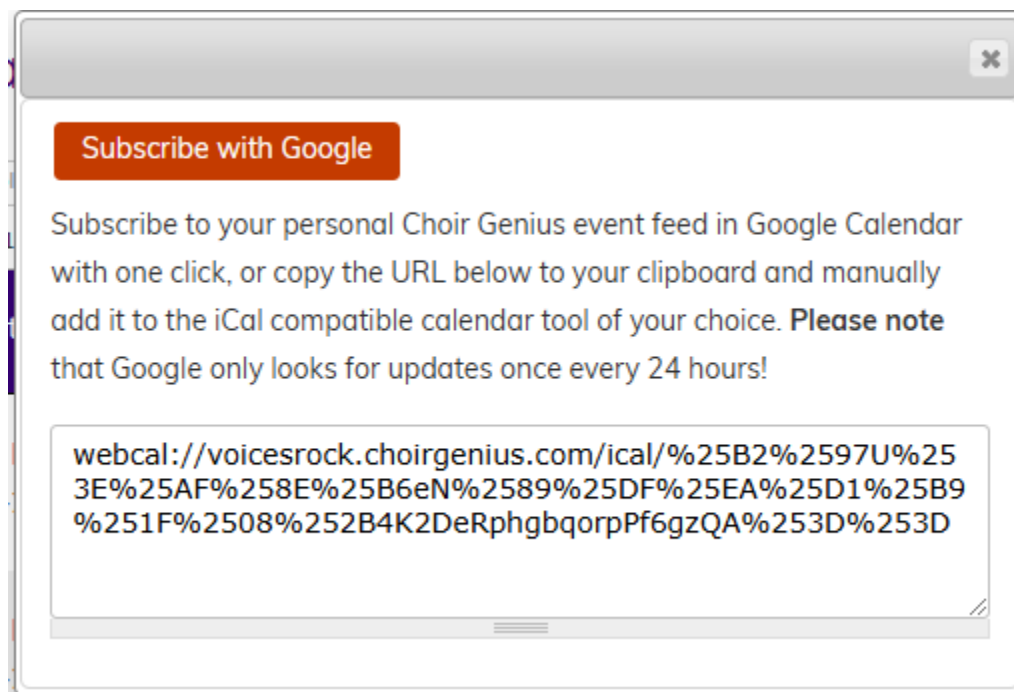 Subscribe with Google
Subscribe to your personal Choir Genius event feed in Google Calendar
with one click, or copy the URL below to your clipboard and manually
add it to the iCal compatible calendar tool of your choice. Please note
that Google only looks for updates once every 24 hours!
webcal://voicesrock.choirgenius.com/ical/%25B2%2597U%25
3E%25AF%258E%25B6eN%2589%25DF%25EA%25D1%25B9
%251F%2508%252B4K2DeRphgbqorpPf6gzQA%253D%253D